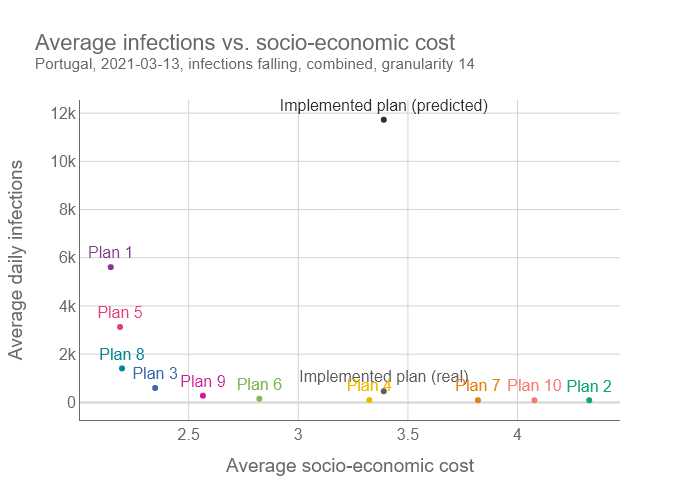 Average infections vs. socio-economic cost
Portugal, 2021-03-13, infections falling, combined, granularity 14
Average daily infections
12k
10k
8k
6k
4k
2k
0
Implemented plan (predicted)
Plan 1
Plan 5
Plan 8
Plan 3
Plan 9
Plan 6
Implemented plan (real)
Plan 4
Plan 7
Plan 10
Plan 2
2.5
3
3.5
4
Average socio-economic cost